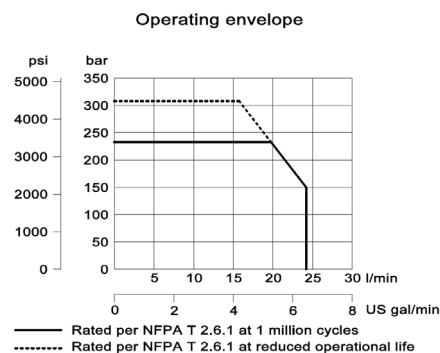 Operating envelope
psi bar
5000 350
300
4000
250
3000 200
2000 150
100
1000
50
0 0
5 10 15 20 25 30 l/min
0 2 4 6 8 US gal/min
Rated per NFPA T 2.6.1 at 1 million cycles
Rated per NFPA T 2.6.1 at reduced operational life